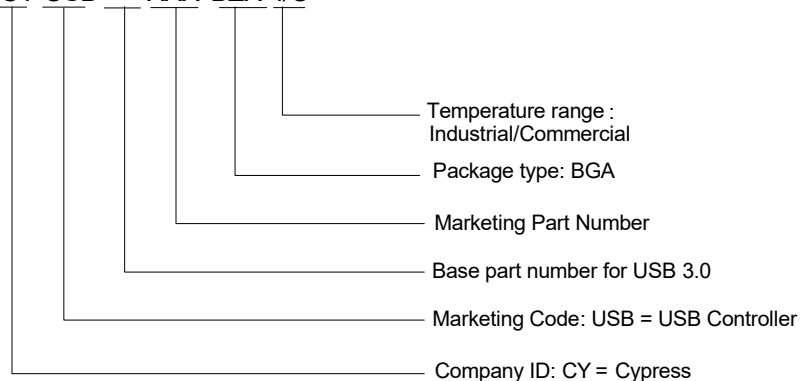 Temperature range :
Industrial/Commercial
Package type: BGA
Marketing Part Number
Base part number for USB 3.0
Marketing Code: USB = USB Controller
Company ID: CY = Cypress